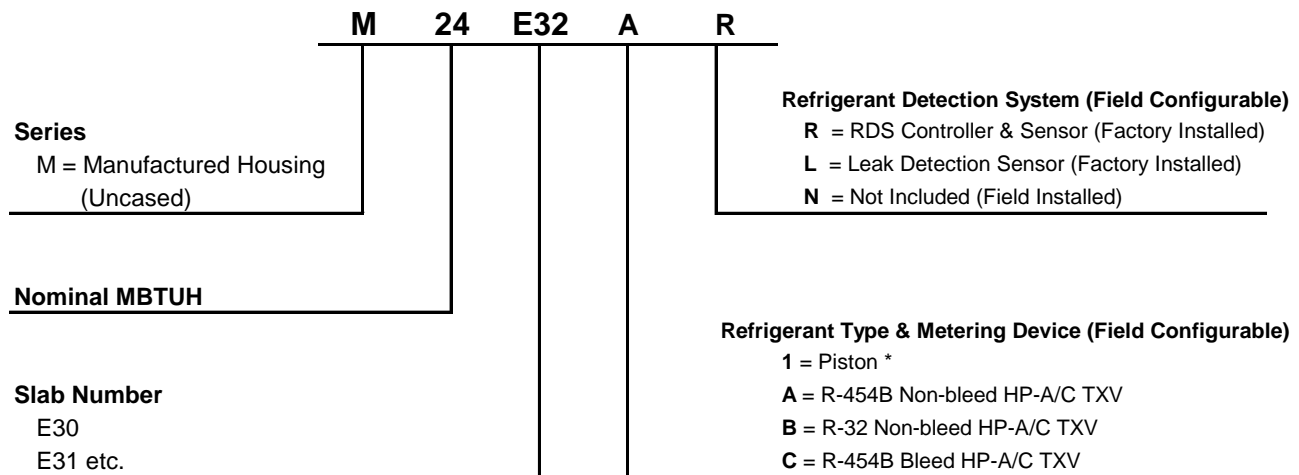 M 24 E32 A R
Series
M = Manufactured Housing
(Uncased)
Nominal MBTUH
Slab Number
E30
E31 etc.
Refrigerant Detection System (Field Configurable)
R = RDS Controller & Sensor (Factory Installed)
L = Leak Detection Sensor (Factory Installed)
N = Not Included (Field Installed)
Refrigerant Type & Metering Device (Field Configurable)
1 = Piston *
A = R-454B Non-bleed HP-A/C TXV
B = R-32 Non-bleed HP-A/C TXV
C = R-454B Bleed HP-A/C TXV